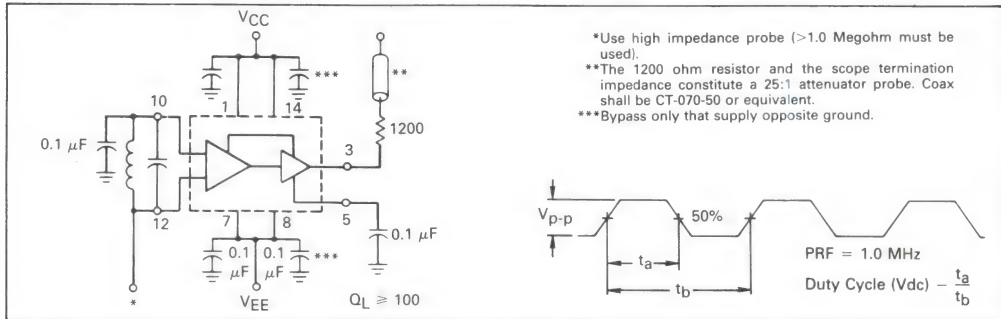 VCC
***
**
1
14
10
1200
0.1 µF
3
12
5
7
8
0.1 µF
0.1
µF
0.1
µF
***
*
VEE
QL ≥ 100
*Use high impedance probe (>1.0 Megohm must be
used).
**The 1200 ohm resistor and the scope termination
impedance constitute a 25:1 attenuator probe. Coax
shall be CT-070-50 or equivalent.
***Bypass only that supply opposite ground.
Vp-p
50%
ta
tb
PRF = 1.0 MHz
Duty Cycle (Vdc) – ta
tb